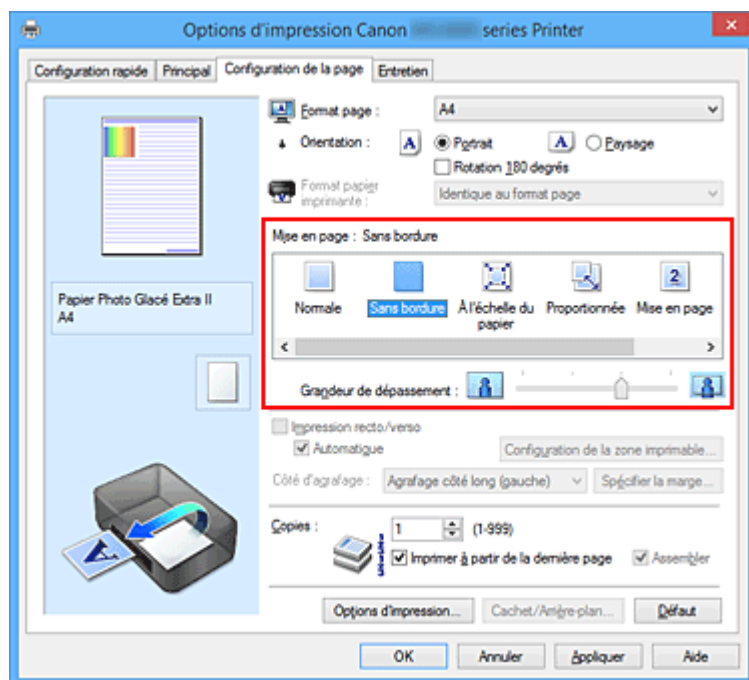 Options d'impression Canon series Printer
Configuration rapide Principal Configuration de la page Entretien
Format page : A4
Orientation : A Portrait A Paysage
Rotation 180 degrés
Format papier imprimante : Identique au format page
Mise en page : Sans bordure
2
Normale Sans bordure À l'échelle du papier Proportionnée Mise en page
Papier Photo Glacé Extra II
A4
Grandeur de dépassement :
Impression recto/verso
Automatique Configuration de la zone imprimable...
Côté d'agrafage : Agrafage côté long (gauche) Spécifier la marge...
Copies : 1 (1-999)
Imprimer à partir de la dernière page Assembler
A
Options d'impression... Cachet/Arrière-plan... Défaut
OK Annuler Appliquer Aide